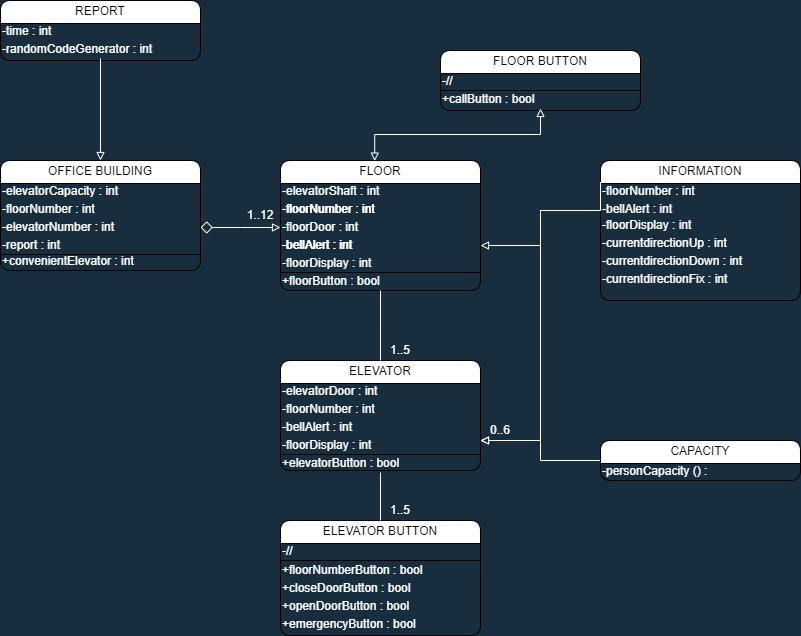 REPORT
-time : int
-randomCodeGenerator : int
FLOOR BUTTON
-//
+callButton : bool
OFFICE BUILDING
-elevatorCapacity : int
-floorNumber : int
-elevatorNumber : int
-report : int
+convenientElevator : int
1..12
FLOOR
-elevatorShaft : int
-floorNumber : int
-floorDoor : int
-bellAlert : int
-floorDisplay : int
+floorButton : bool
INFORMATION
-floorNumber : int
-bellAlert : int
-floorDisplay : int
-currentdirectionUp : int
-currentdirectionDown : int
-currentdirectionFix : int
1..5
ELEVATOR
-elevatorDoor : int
-floorNumber : int
-bellAlert : int
-floorDisplay : int
+elevatorButton : bool
0..6
CAPACITY
-personCapacity () :
1..5
ELEVATOR BUTTON
-//
+floorNumberButton : bool
+closeDoorButton : bool
+openDoorButton : bool
+emergencyButton : bool